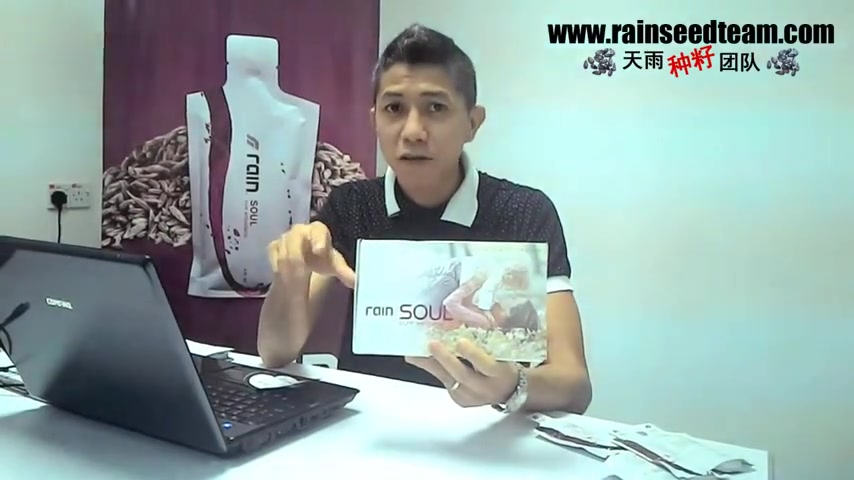 www.rainseedteam.com
天雨种籽团队
rain
SOUL
rain SOUL
COMPAQ